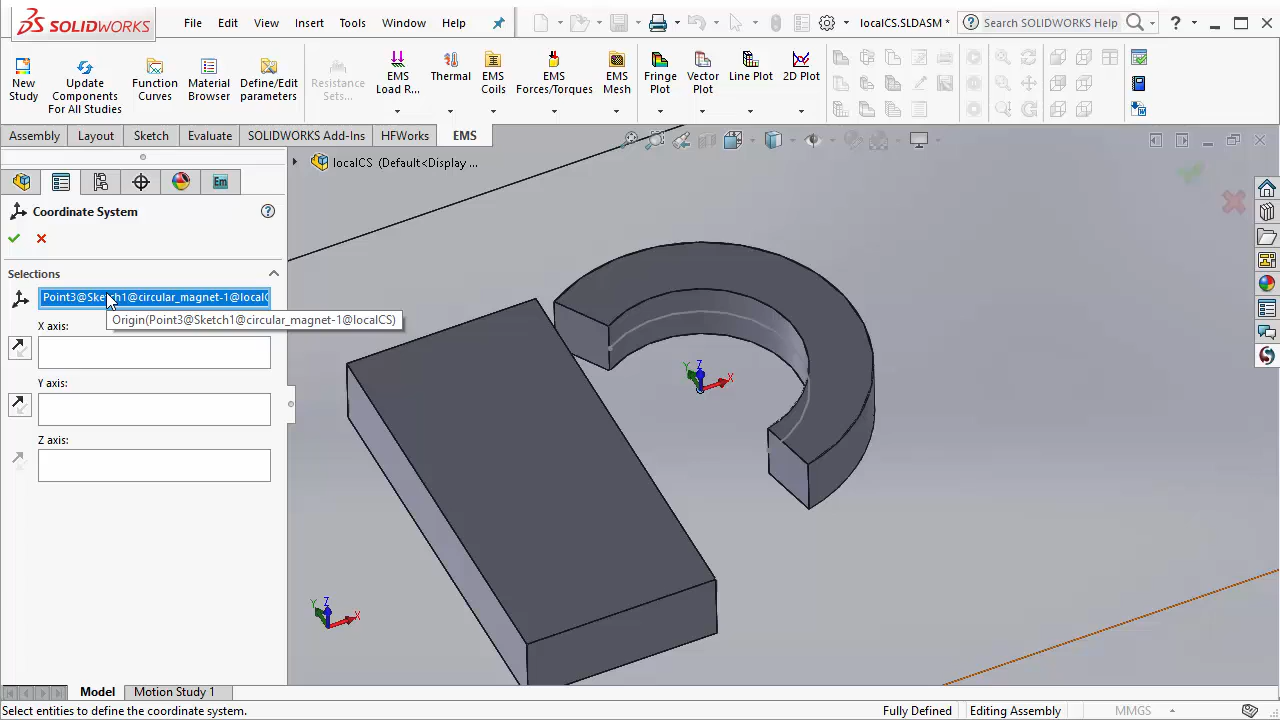 SOLIDWORKS File Edit View Insert Tools Window Help localCS.SLDASM * Search SOLIDWORKS Help ?
New Study
Update Components For All Studies
Function Curves
Material Browser
Define/Edit parameters
Resistance Sets...
EMS Load R...
Thermal
EMS Coils
EMS Forces/Torques
EMS Mesh
Fringe Plot
Vector Plot
Line Plot
2D Plot
Assembly Layout Sketch Evaluate SOLIDWORKS Add-Ins HFWorks EMS
localCS (Default<Display ...
Em
Coordinate System ?
Selections
Point3@Sketch1@circular_magnet-1@localC
Origin(Point3@Sketch1@circular_magnet-1@localCS)
X axis:
Y axis:
Z axis:
Z
Y
X
Z
Y
X
Model Motion Study 1
Select entities to define the coordinate system. Fully Defined Editing Assembly MMGS